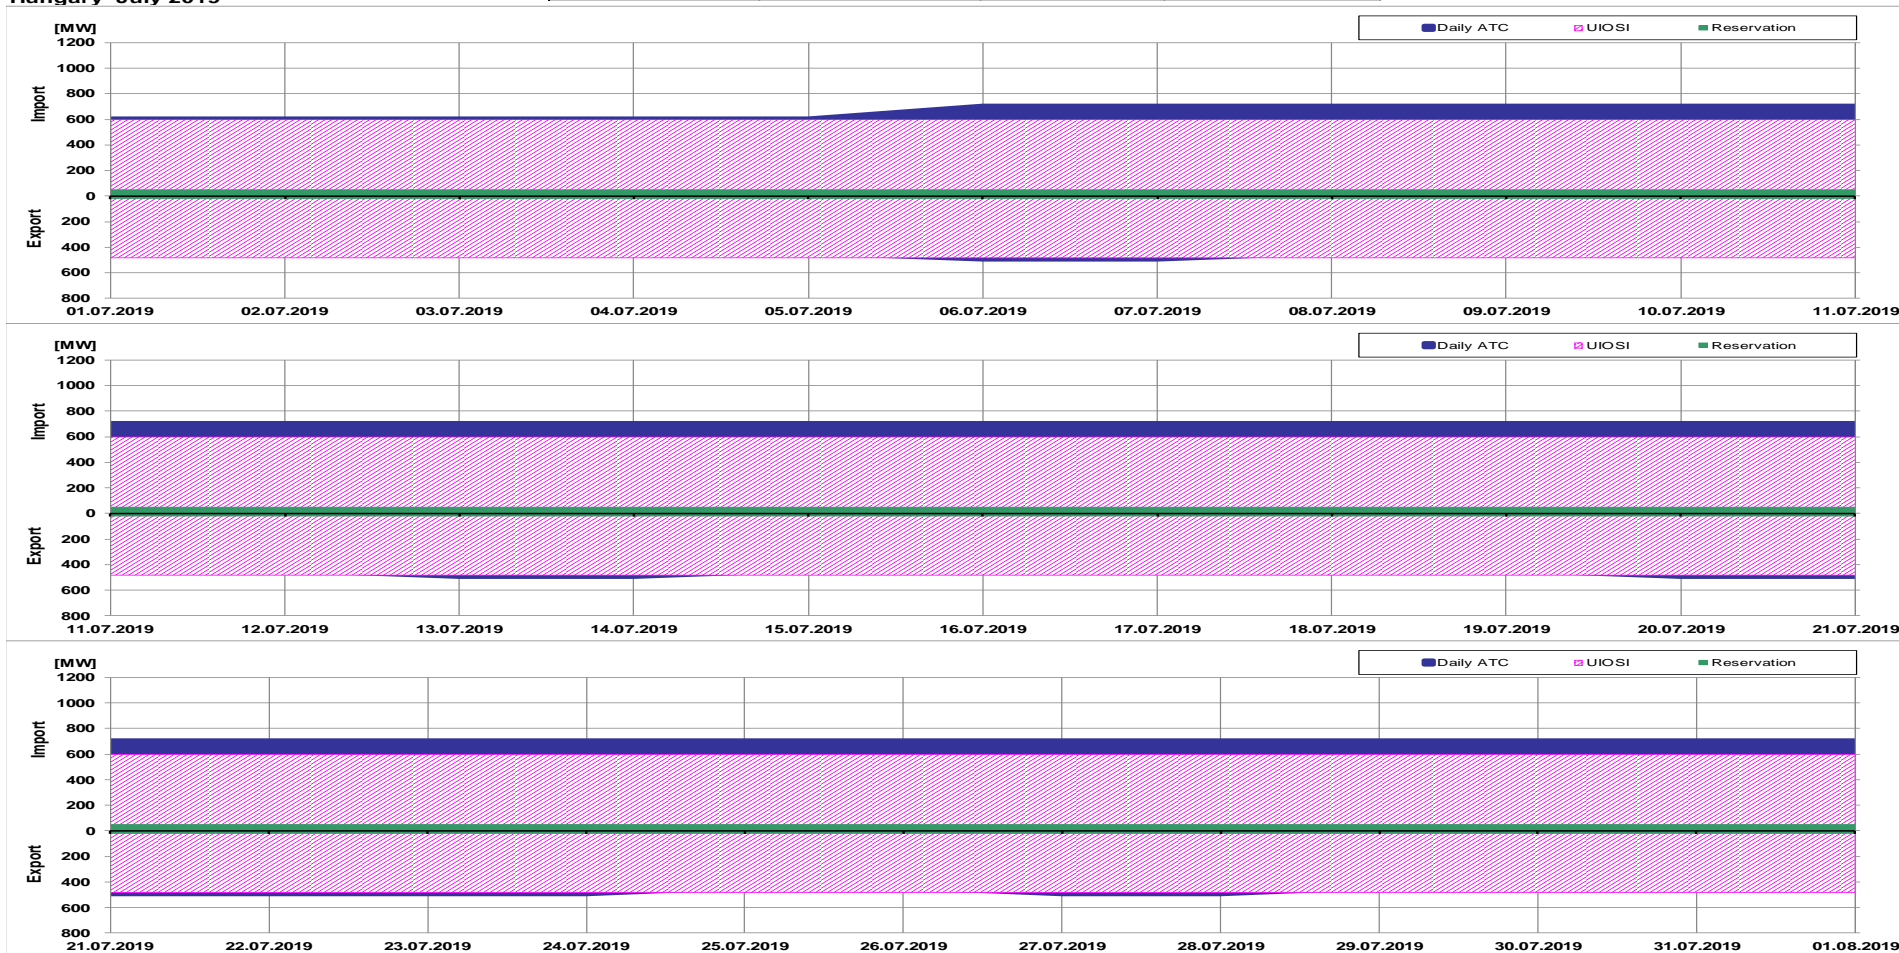 Hungary- July 2019
[MW]
Daily ATC UIOSI Reservation
1200
1000
800
600
400
200
0
200
400
600
800
Import
Export
01.07.2019 02.07.2019 03.07.2019 04.07.2019 05.07.2019 06.07.2019 07.07.2019 08.07.2019 09.07.2019 10.07.2019 11.07.2019
[MW]
Daily ATC UIOSI Reservation
1200
1000
800
600
400
200
0
200
400
600
800
Import
Export
11.07.2019 12.07.2019 13.07.2019 14.07.2019 15.07.2019 16.07.2019 17.07.2019 18.07.2019 19.07.2019 20.07.2019 21.07.2019
[MW]
Daily ATC UIOSI Reservation
1200
1000
800
600
400
200
0
200
400
600
800
Import
Export
21.07.2019 22.07.2019 23.07.2019 24.07.2019 25.07.2019 26.07.2019 27.07.2019 28.07.2019 29.07.2019 30.07.2019 31.07.2019 01.08.2019